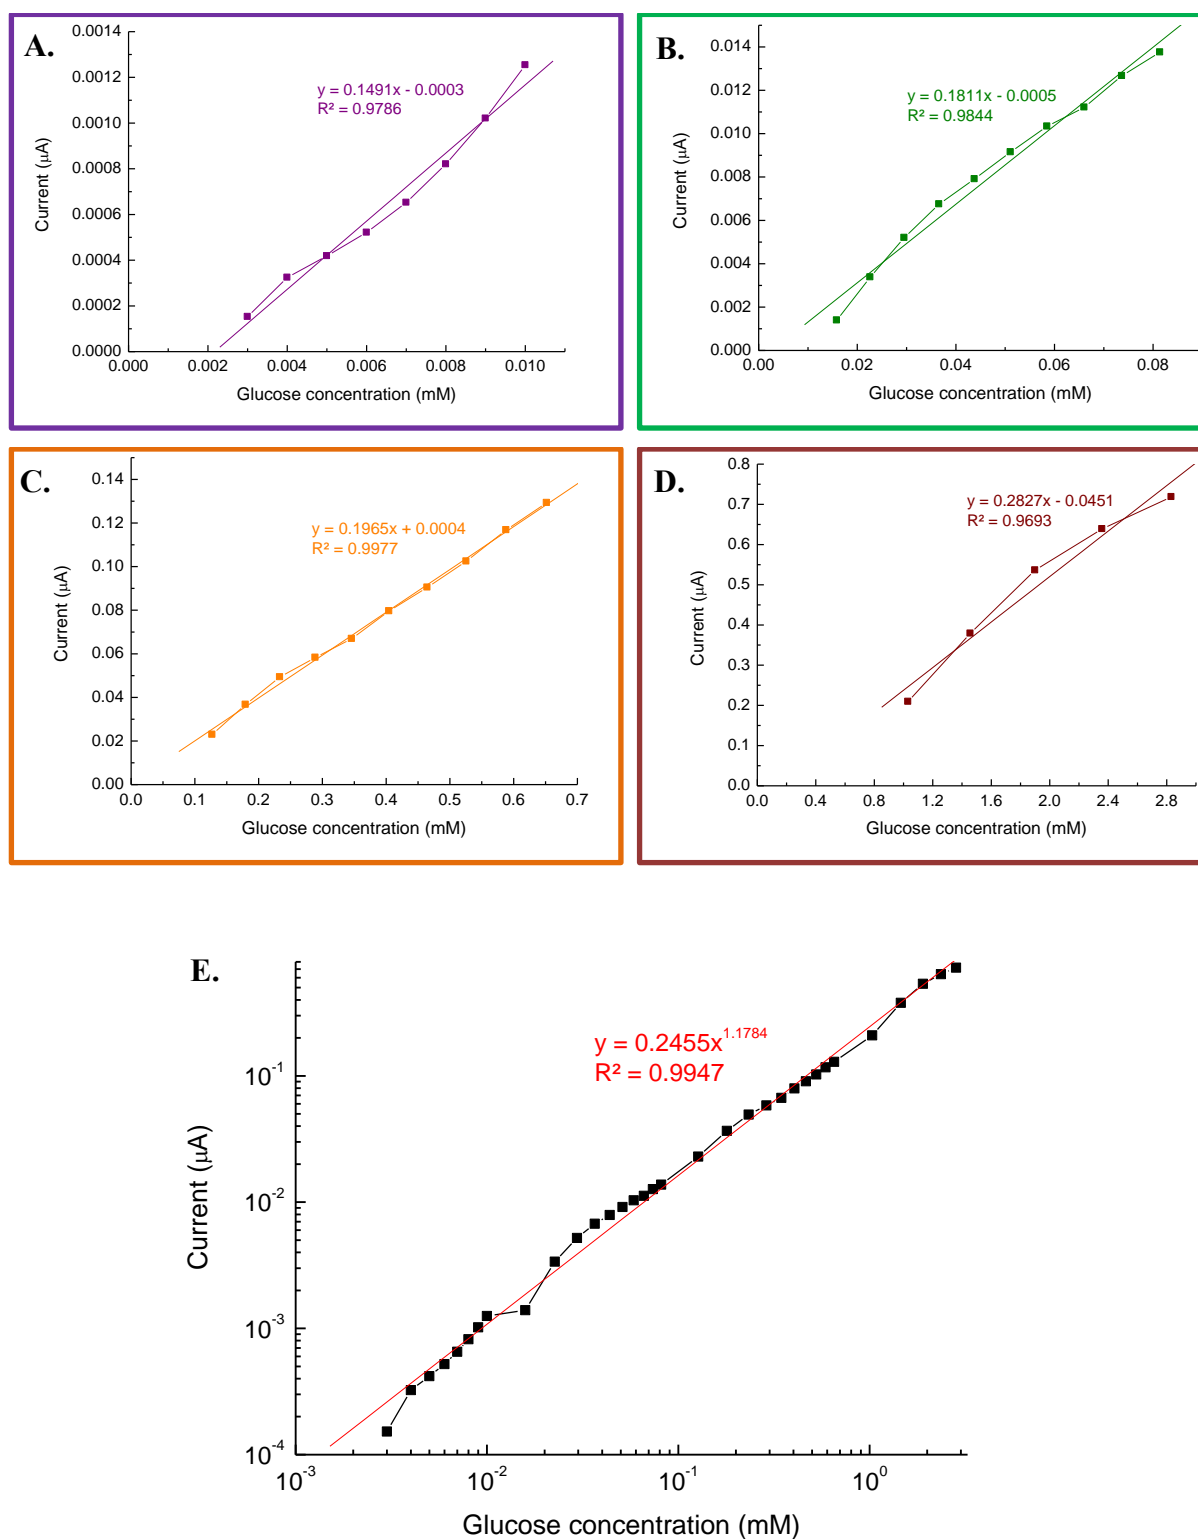 A.
y = 0.1491x - 0.0003
R² = 0.9786
0.0014
0.0012
0.0010
0.0008
0.0006
0.0004
0.0002
0.0000
Current (µA)
0.000 0.002 0.004 0.006 0.008 0.010
Glucose concentration (mM)
B.
y = 0.1811x - 0.0005
R² = 0.9844
0.014
0.012
0.010
0.008
0.006
0.004
0.002
0.000
Current (µA)
0.00 0.02 0.04 0.06 0.08
Glucose concentration (mM)
C.
y = 0.1965x + 0.0004
R² = 0.9977
0.14
0.12
0.10
0.08
0.06
0.04
0.02
0.00
Current (µA)
0.0 0.1 0.2 0.3 0.4 0.5 0.6 0.7
Glucose concentration (mM)
D.
y = 0.2827x - 0.0451
R² = 0.9693
0.8
0.7
0.6
0.5
0.4
0.3
0.2
0.1
0.0
Current (µA)
0.0 0.4 0.8 1.2 1.6 2.0 2.4 2.8
Glucose concentration (mM)
E.
y = 0.2455x^1.1784
R² = 0.9947
10⁻¹
10⁻²
10⁻³
10⁻⁴
Current (µA)
10⁻³ 10⁻² 10⁻¹ 10⁰
Glucose concentration (mM)